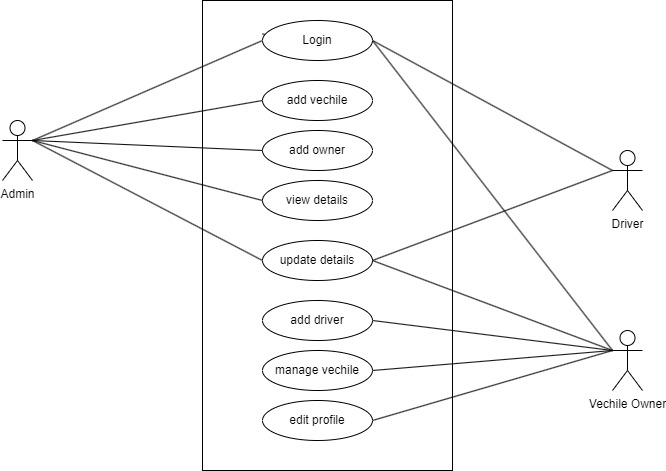 Login
add vechile
add owner
view details
update details
add driver
manage vechile
edit profile
Admin
Driver
Vechile Owner